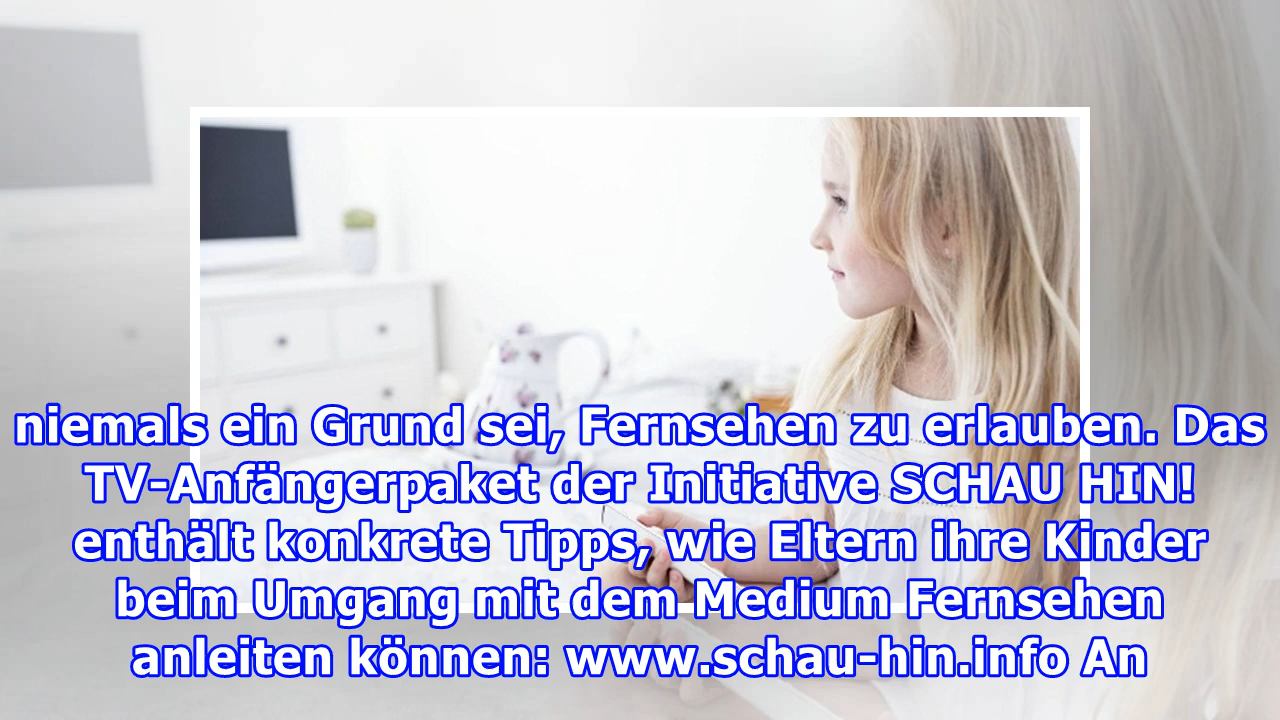 niemals ein Grund sei, Fernsehen zu erlauben. Das
TV-Anfängerpaket der Initiative SCHAU HIN!
enthält konkrete Tipps, wie Eltern ihre Kinder
beim Umgang mit dem Medium Fernsehen
anleiten können: www.schau-hin.info An